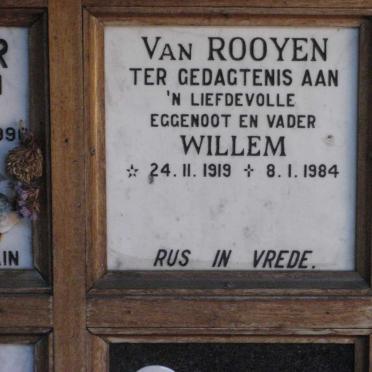 Van ROOYEN
TER GEDAGTENIS AAN
'N LIEFDEVOLLE
EGGENOOT EN VADER
WILLEM
☆ 24.11.1919 ✝ 8.1.1984
RUS IN VREDE.